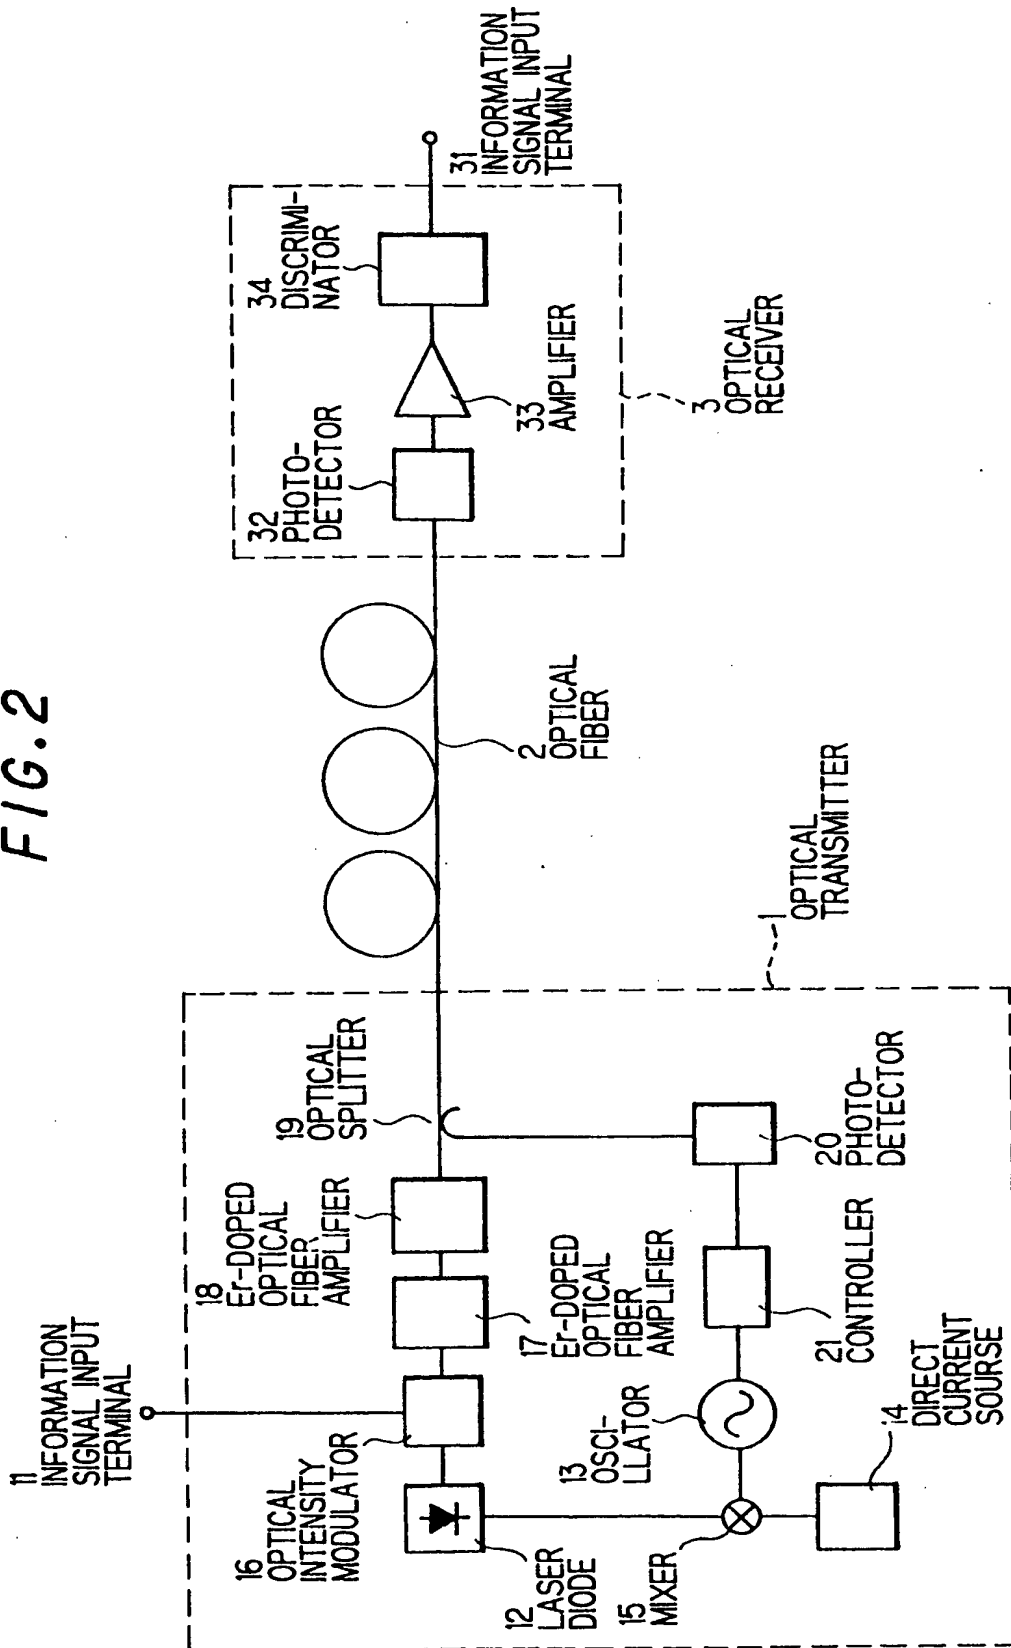 FIG. 2
11
INFORMATION
SIGNAL INPUT
TERMINAL
16
OPTICAL
INTENSITY
MODULATOR
18
Er-DOPED
OPTICAL
FIBER
AMPLIFIER
19
OPTICAL
SPLITTER
12
LASER
DIODE
17
Er-DOPED
OPTICAL
FIBER
AMPLIFIER
13
OSCI-
LLATOR
15
MIXER
14
DIRECT
CURRENT
SOURSE
21
CONTROLLER
20
PHOTO-
DETECTOR
1
OPTICAL
TRANSMITTER
2
OPTICAL
FIBER
32
PHOTO-
DETECTOR
34
DISCRIMI-
NATOR
33
AMPLIFIER
3
OPTICAL
RECEIVER
31
INFORMATION
SIGNAL INPUT
TERMINAL